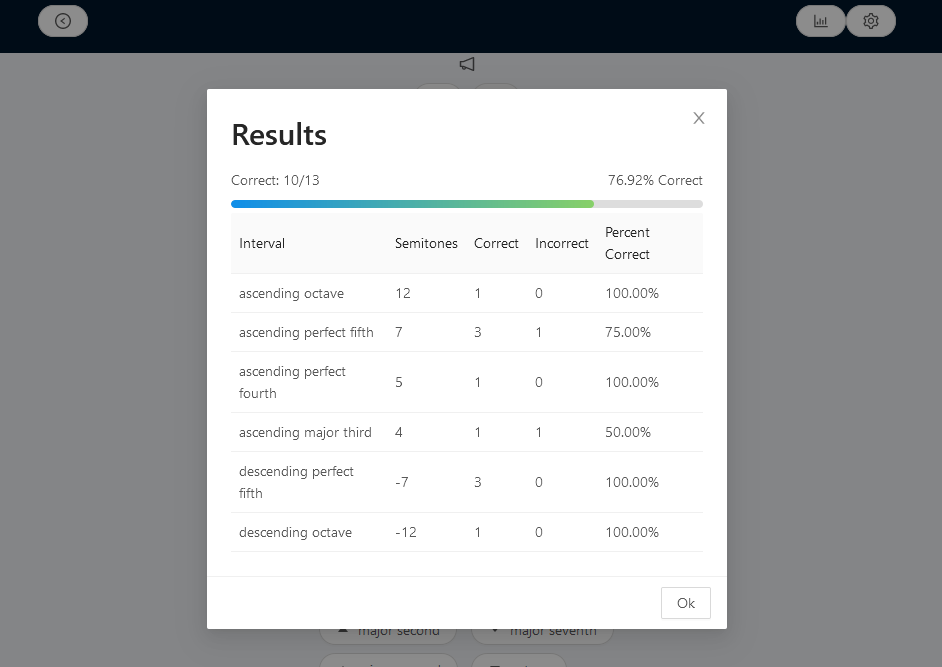 Results
Correct: 10/13 76.92% Correct
Interval Semitones Correct Incorrect Percent Correct
ascending octave 12 1 0 100.00%
ascending perfect fifth 7 3 1 75.00%
ascending perfect fourth 5 1 0 100.00%
ascending major third 4 1 1 50.00%
descending perfect fifth -7 3 0 100.00%
descending octave -12 1 0 100.00%
Ok
major second major seventh